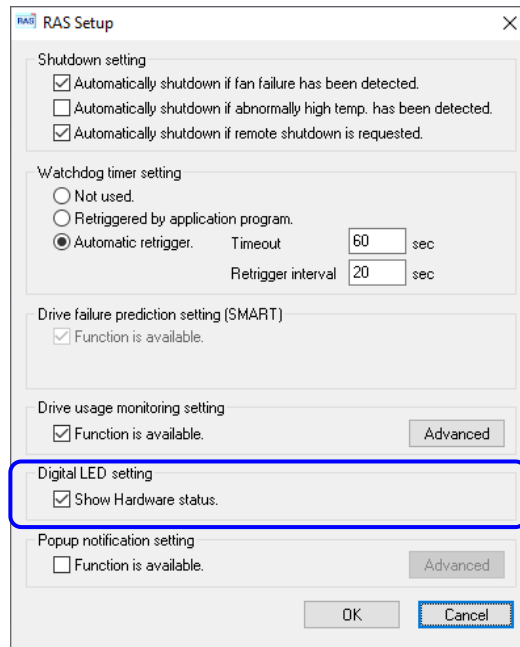 RAS RAS Setup
Shutdown setting
Automatically shutdown if fan failure has been detected.
Automatically shutdown if abnormally high temp. has been detected.
Automatically shutdown if remote shutdown is requested.
Watchdog timer setting
Not used.
Retriggered by application program.
Automatic retrigger. Timeout 60 sec
Retrigger interval 20 sec
Drive failure prediction setting (SMART)
Function is available.
Drive usage monitoring setting
Function is available. Advanced
Digital LED setting
Show Hardware status.
Popup notification setting
Function is available. Advanced
OK Cancel